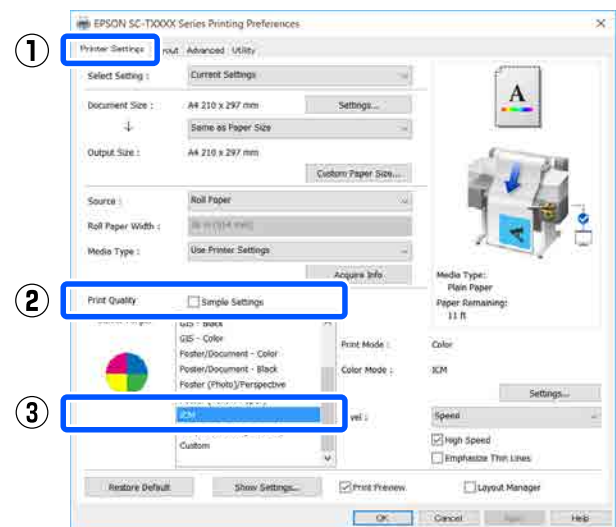 EPSON SC-TXXXX Series Printing Preferences
1
Printer Settings out Advanced Utility
Select Setting : Current Settings
Document Size : A4 210 x 297 mm Settings...
Same as Paper Size
Output Size : A4 210 x 297 mm
Custom Paper Size...
A
Source : Roll Paper
Roll Paper Width :
Media Type : Use Printer Settings
Acquire Info
Media Type:
Plain Paper
Paper Remaining:
11 ft
2
Print Quality Simple Settings
GIS - Black
GIS - Color
Poster/Document - Color
Poster/Document - Black
Poster (Photo)/Perspective
Print Mode : Color
Color Mode : ICM
Settings...
3
ICM
vel : Speed
Custom
High Speed
Emphasize Thin Lines
Restore Default Show Settings... Print Preview Layout Manager
OK Cancel Help